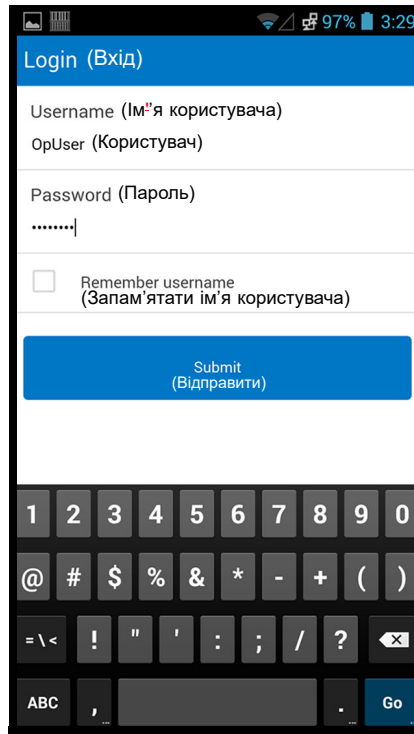 97% 3:29
Login (Вхід)
Username (Ім'’я користувача)
OpUser (Користувач)
Password (Пароль)
••••••••
Remember username
(Запам’ятати ім’я користувача)
Submit
(Відправити)
1 2 3 4 5 6 7 8 9 0
@ # $ % & * - + ( )
= \ < ! " ' : ; / ?
ABC , ... . ... Go ...